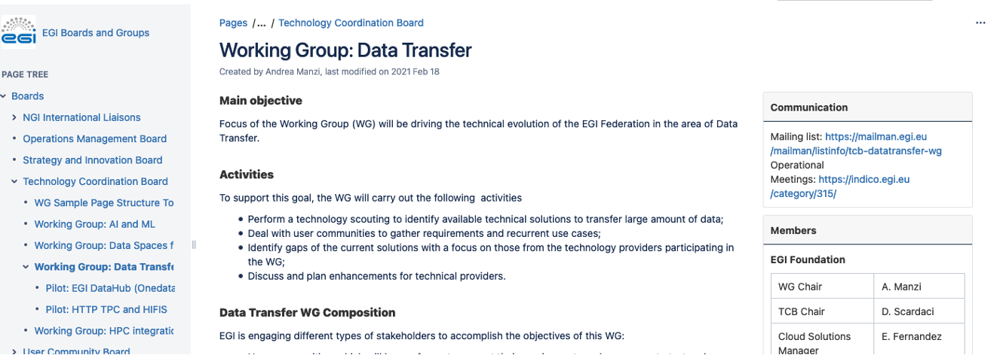 EGI
EGI Boards and Groups
PAGE TREE
Boards
NGI International Liaisons
Operations Management Board
Strategy and Innovation Board
Technology Coordination Board
WG Sample Page Structure To
Working Group: AI and ML
Working Group: Data Spaces f
Working Group: Data Transfe
Pilot: EGI DataHub (Onedata
Pilot: HTTP TPC and HIFIS
Working Group: HPC integratic
User Community Board
Pages /... / Technology Coordination Board
Working Group: Data Transfer
Created by Andrea Manzi, last modified on 2021 Feb 18
Main objective
Focus of the Working Group (WG) will be driving the technical evolution of the EGI Federation in the area of Data
Transfer.
Activities
To support this goal, the WG will carry out the following activities
• Perform a technology scouting to identify available technical solutions to transfer large amount of data;
• Deal with user communities to gather requirements and recurrent use cases;
• Identify gaps of the current solutions with a focus on those from the technology providers participating in
the WG;
• Discuss and plan enhancements for technical providers.
Data Transfer WG Composition
EGI is engaging different types of stakeholders to accomplish the objectives of this WG:
Communication
Mailing list: https://mailman.egi.eu
/mailman/listinfo/tcb-datatransfer-wg
Operational
Meetings: https://indico.egi.eu
/category/315/
Members
EGI Foundation
WG Chair A. Manzi
TCB Chair D. Scardaci
Cloud Solutions E. Fernandez
Manager